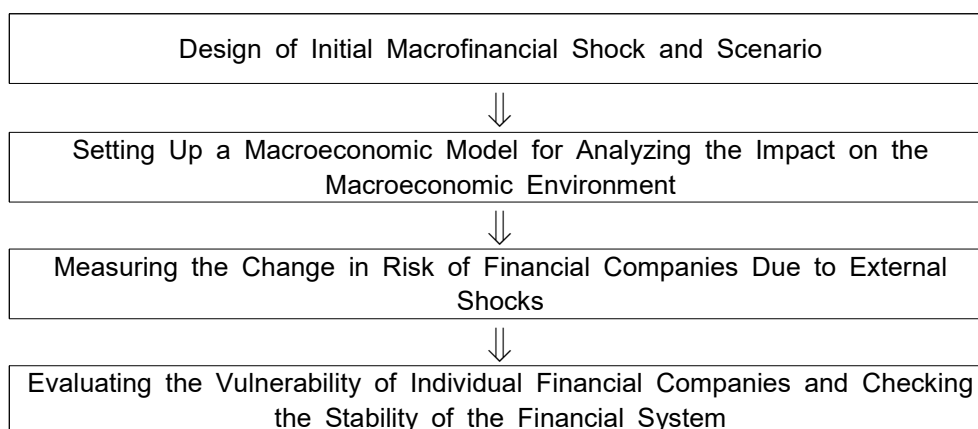 Design of Initial Macrofinancial Shock and Scenario
Setting Up a Macroeconomic Model for Analyzing the Impact on the
Macroeconomic Environment
Measuring the Change in Risk of Financial Companies Due to External
Shocks
Evaluating the Vulnerability of Individual Financial Companies and Checking
the Stability of the Financial System